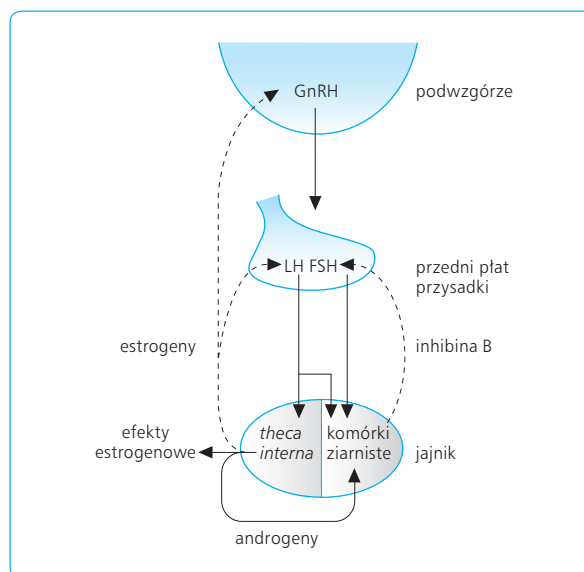 GnRH
podwzgórze
LH FSH
przedni płat
przysadki
estrogeny
inhibina B
efekty
estrogenowe
theca
interna
komórki
ziarniste
jajnik
androgeny